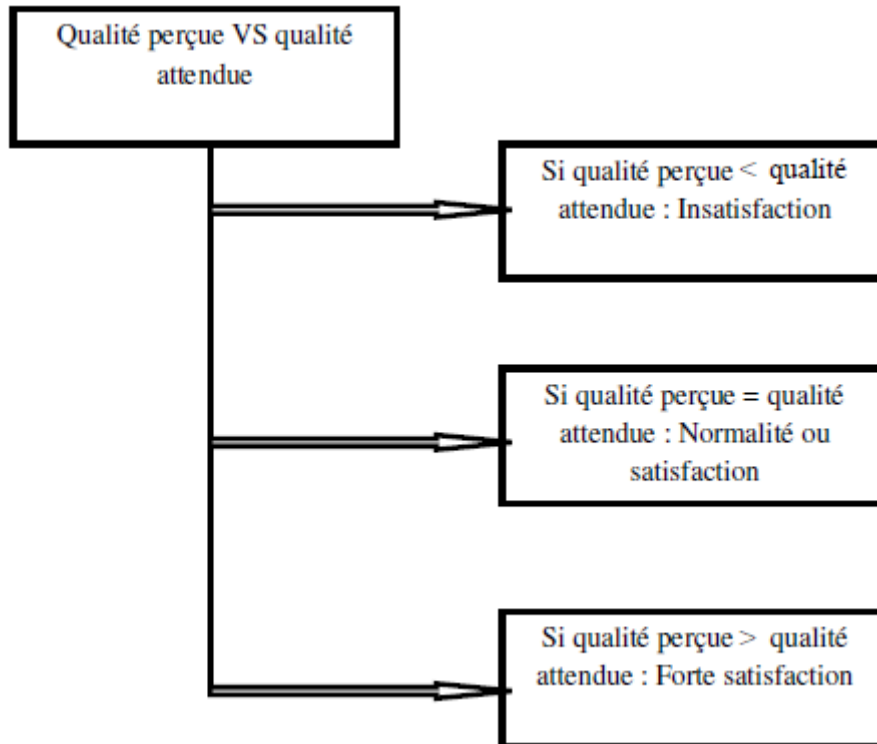 Qualité perçue VS qualité
attendue
Si qualité perçue < qualité
attendue : Insatisfaction
Si qualité perçue = qualité
attendue : Normalité ou
satisfaction
Si qualité perçue > qualité
attendue : Forte satisfaction